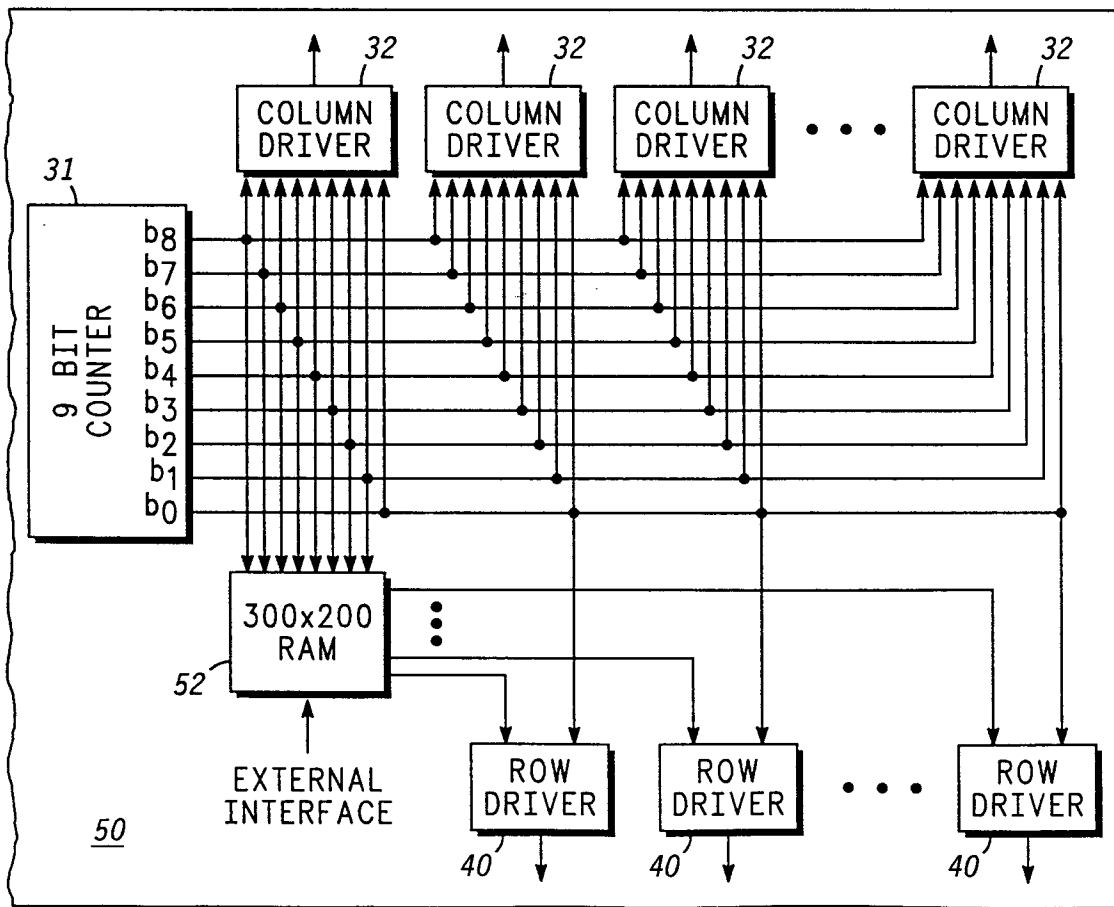 32
32
32
32
COLUMN
DRIVER
COLUMN
DRIVER
COLUMN
DRIVER
COLUMN
DRIVER
31
9 BIT
COUNTER
b8
b7
b6
b5
b4
b3
b2
b1
b0
300x200
RAM
52
EXTERNAL
INTERFACE
ROW
DRIVER
ROW
DRIVER
ROW
DRIVER
40
40
40
50